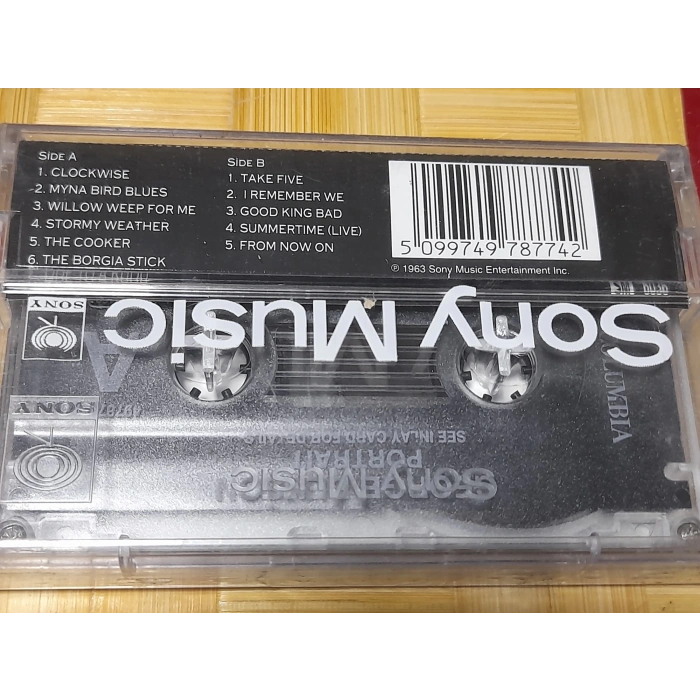 SIDE A
1. CLOCKWISE
2. MYNA BIRD BLUES
3. WILLOW WEEP FOR ME
4. STORMY WEATHER
5. THE COOKER
6. THE BORGIA STICK
SIDE B
1. TAKE FIVE
2. I REMEMBER WE
3. GOOD KING BAD
4. SUMMERTIME (LIVE)
5. FROM NOW ON
5 099749 787742
℗ 1963 Sony Music Entertainment Inc.
Sony Music
SONY
A
COLUMBIA
SONY
SEE INLAY CARD FOR DETAILS
PORTRAIT
Sony Music